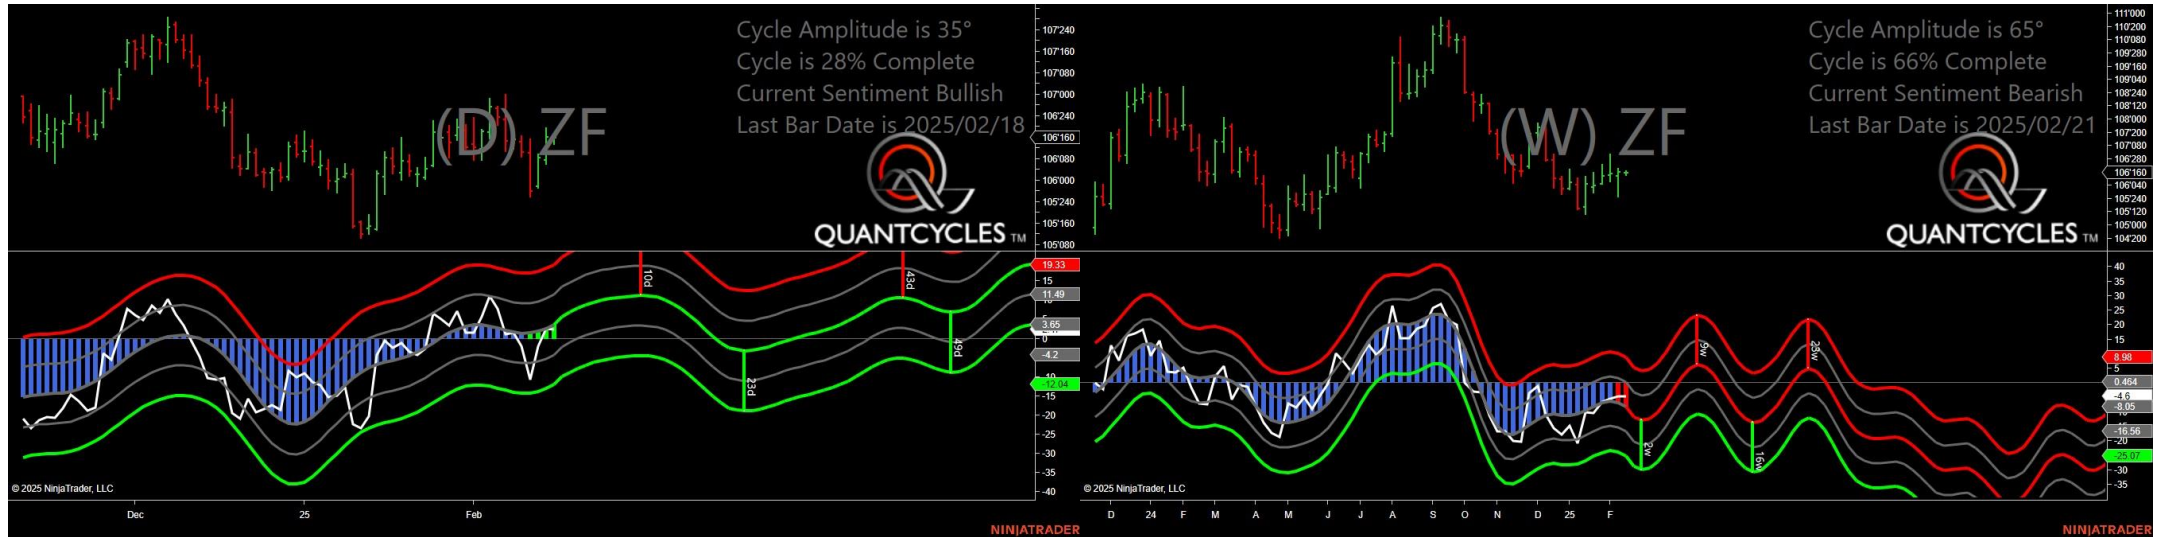 Cycle Amplitude is 35°
Cycle is 28% Complete
Current Sentiment Bullish
Last Bar Date is 2025/02/18
(D) ZF
QUANTCYCLES TM
107'240
107'160
107'080
107'000
106'240
106'160
106'080
106'000
105'240
105'160
105'080
19.33
15
11.49
3.65
0
-4.2
-10
-12.04
-15
-20
-25
-30
-35
-40
10d
23d
43d
49d
© 2025 NinjaTrader, LLC
Dec
25
Feb
NINJATRADER
Cycle Amplitude is 65°
Cycle is 66% Complete
Current Sentiment Bearish
Last Bar Date is 2025/02/21
(W) ZF
QUANTCYCLES TM
111'000
110'200
110'080
109'280
109'160
109'040
108'240
108'120
108'000
107'200
107'080
106'280
106'160
106'040
105'240
105'120
105'000
104'200
40
35
30
25
20
15
8.98
5
0.464
-4.6
-8.05
-16.56
-20
-25.07
-30
-35
2w
9w
16w
© 2025 NinjaTrader, LLC
D
24
F
M
A
M
J
J
A
S
O
N
D
25
F
NINJATRADER